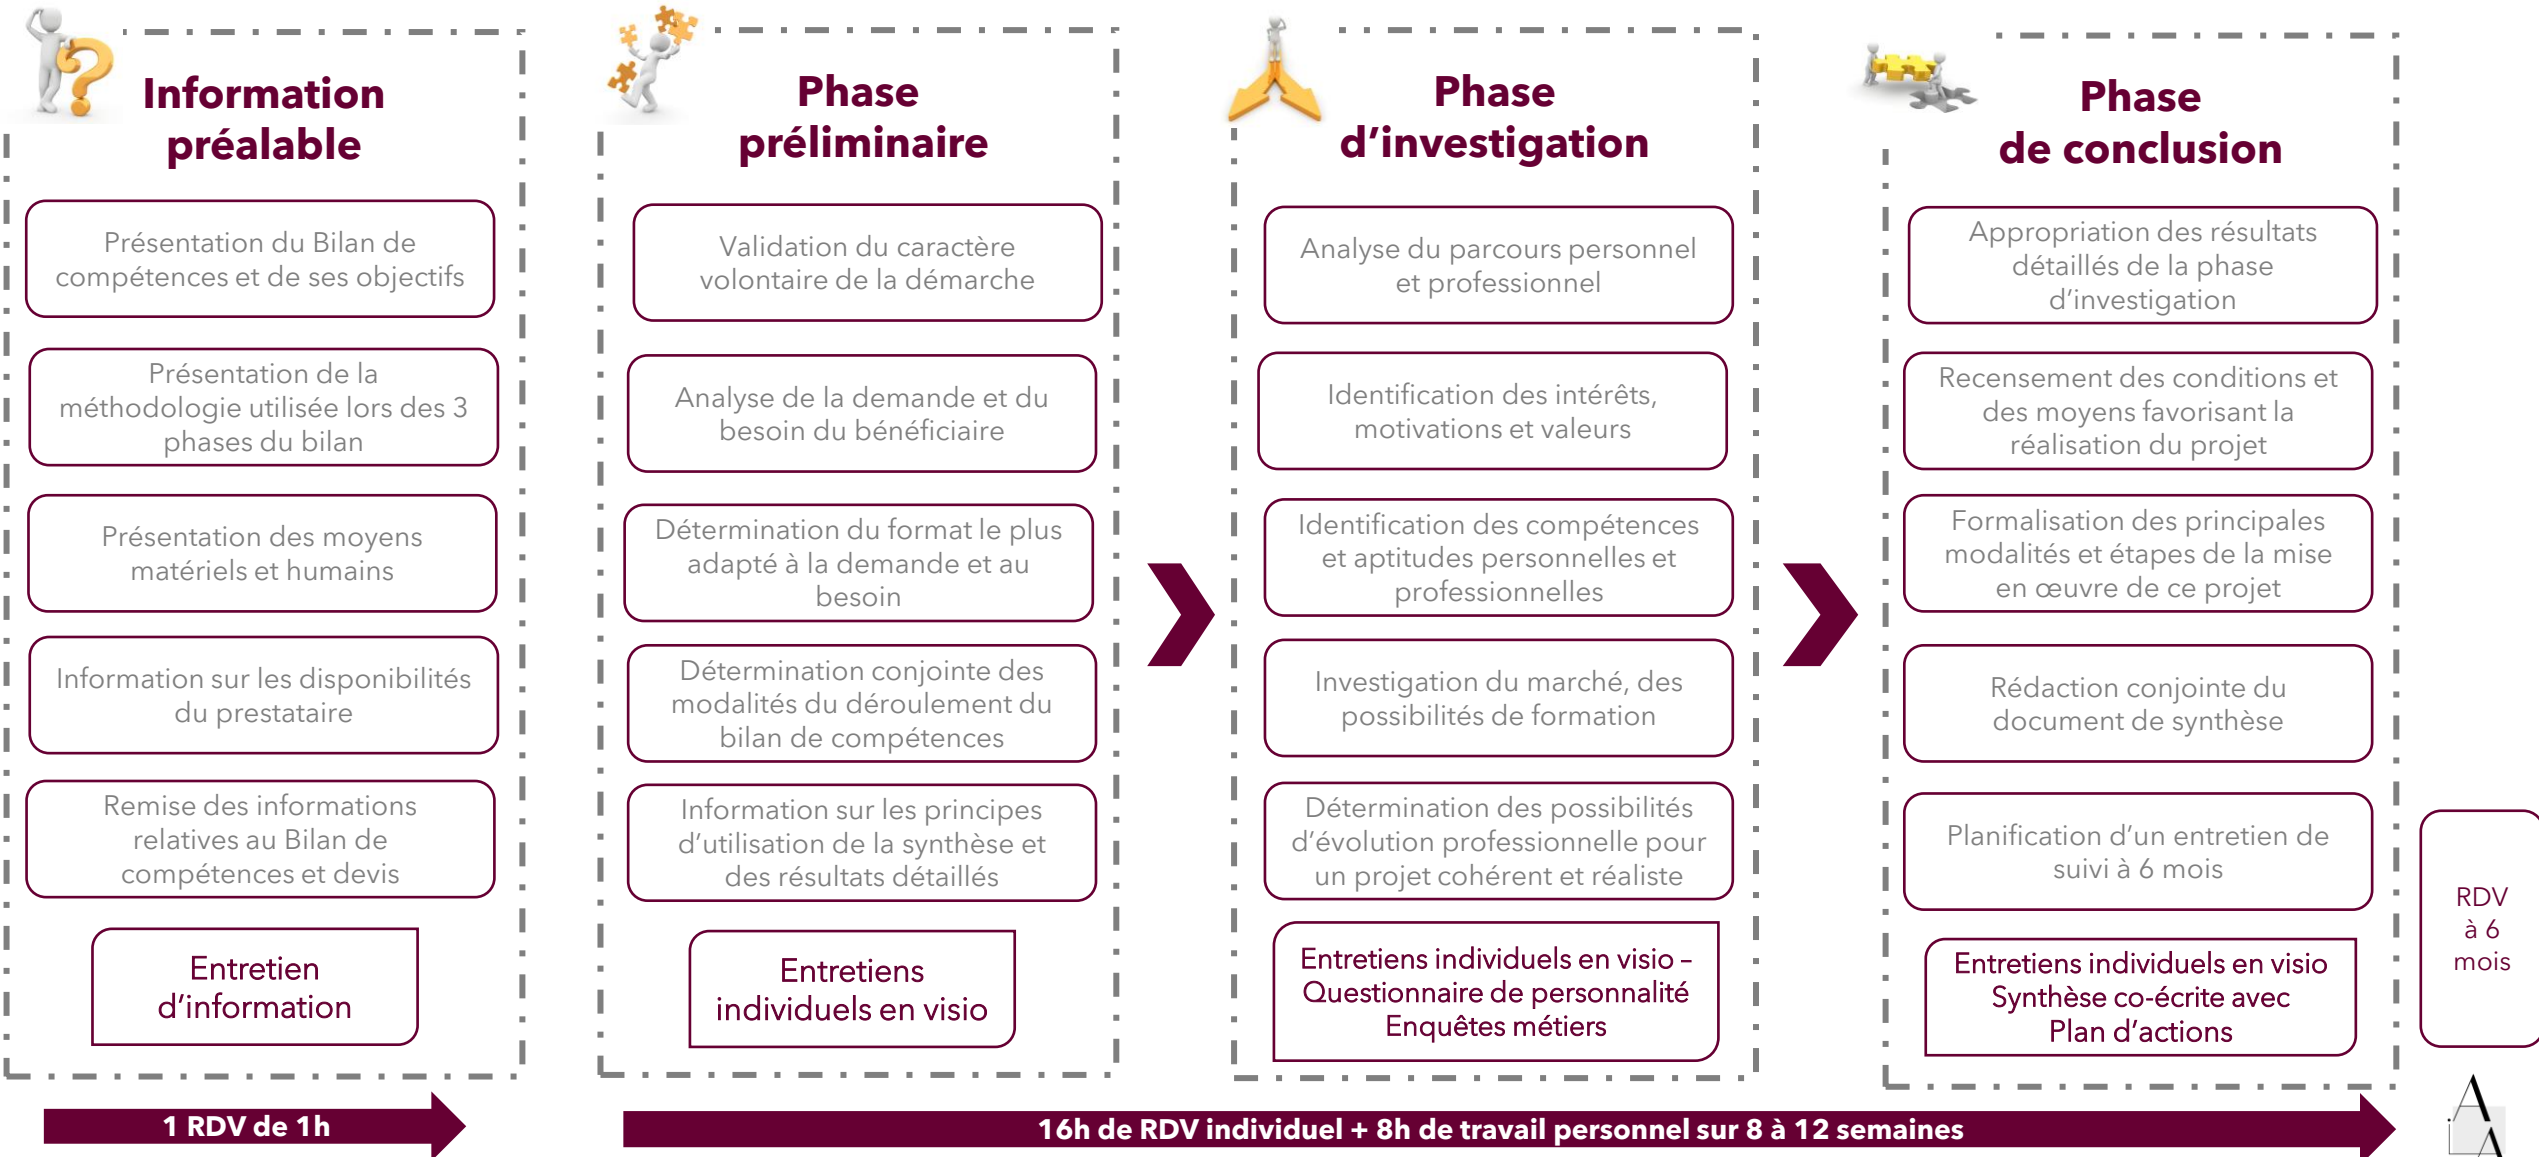 Information
préalable
Présentation du Bilan de
compétences et de ses objectifs
Présentation de la
méthodologie utilisée lors des 3
phases du bilan
Présentation des moyens
matériels et humains
Information sur les disponibilités
du prestataire
Remise des informations
relatives au Bilan de
compétences et devis
Entretien
d’information
1 RDV de 1h
Phase
préliminaire
Validation du caractère
volontaire de la démarche
Analyse de la demande et du
besoin du bénéficiaire
Détermination du format le plus
adapté à la demande et au
besoin
Détermination conjointe des
modalités du déroulement du
bilan de compétences
Information sur les principes
d’utilisation de la synthèse et
des résultats détaillés
Entretiens
individuels en visio
Phase
d’investigation
Analyse du parcours personnel
et professionnel
Identification des intérêts,
motivations et valeurs
Identification des compétences
et aptitudes personnelles et
professionnelles
Investigation du marché, des
possibilités de formation
Détermination des possibilités
d’évolution professionnelle pour
un projet cohérent et réaliste
Entretiens individuels en visio –
Questionnaire de personnalité
Enquêtes métiers
Phase
de conclusion
Appropriation des résultats
détaillés de la phase
d’investigation
Recensement des conditions et
des moyens favorisant la
réalisation du projet
Formalisation des principales
modalités et étapes de la mise
en œuvre de ce projet
Rédaction conjointe du
document de synthèse
Planification d’un entretien de
suivi à 6 mois
Entretiens individuels en visio
Synthèse co-écrite avec
Plan d’actions
RDV
à 6
mois
16h de RDV individuel + 8h de travail personnel sur 8 à 12 semaines